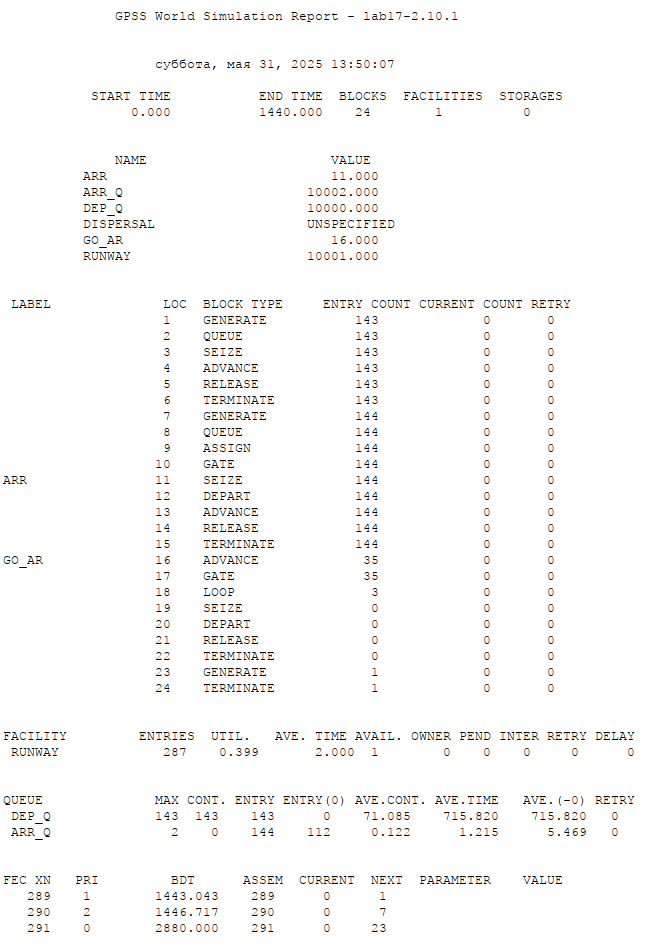 GPSS World Simulation Report - lab17-2.10.1
суббота, мая 31, 2025 13:50:07
START TIME END TIME BLOCKS FACILITIES STORAGES
0.000 1440.000 24 1 0
NAME VALUE
ARR 11.000
ARR_Q 10002.000
DEP_Q 10000.000
DISPERSAL UNSPECIFIED
GO_AR 16.000
RUNWAY 10001.000
LABEL LOC BLOCK TYPE ENTRY COUNT CURRENT COUNT RETRY
1 GENERATE 143 0 0
2 QUEUE 143 0 0
3 SEIZE 143 0 0
4 ADVANCE 143 0 0
5 RELEASE 143 0 0
6 TERMINATE 143 0 0
7 GENERATE 144 0 0
8 QUEUE 144 0 0
9 ASSIGN 144 0 0
10 GATE 144 0 0
ARR 11 SEIZE 144 0 0
12 DEPART 144 0 0
13 ADVANCE 144 0 0
14 RELEASE 144 0 0
15 TERMINATE 144 0 0
GO_AR 16 ADVANCE 35 0 0
17 GATE 35 0 0
18 LOOP 3 0 0
19 SEIZE 0 0 0
20 DEPART 0 0 0
21 RELEASE 0 0 0
22 TERMINATE 0 0 0
23 GENERATE 1 0 0
24 TERMINATE 1 0 0
FACILITY ENTRIES UTIL. AVE. TIME AVAIL. OWNER PEND INTER RETRY DELAY
RUNWAY 287 0.399 2.000 1 0 0 0 0 0
QUEUE MAX CONT. ENTRY ENTRY(0) AVE.CONT. AVE.TIME AVE.(-0) RETRY
DEP_Q 143 143 143 0 71.085 715.820 715.820 0
ARR_Q 2 0 144 112 0.122 1.215 5.469 0
FEC XN PRI BDT ASSEM CURRENT NEXT PARAMETER VALUE
289 1 1443.043 289 0 1
290 2 1446.717 290 0 7
291 0 2880.000 291 0 23